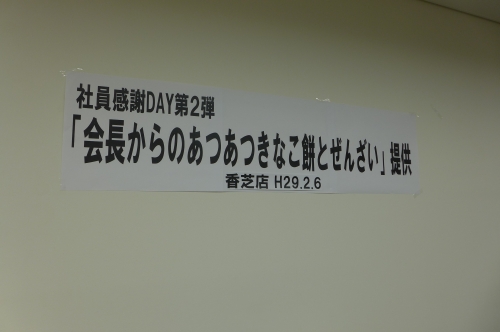 社員感謝DAY第2弾
「会長からのあつあつきなこ餅とぜんざい」提供
香芝店 H29.2.6